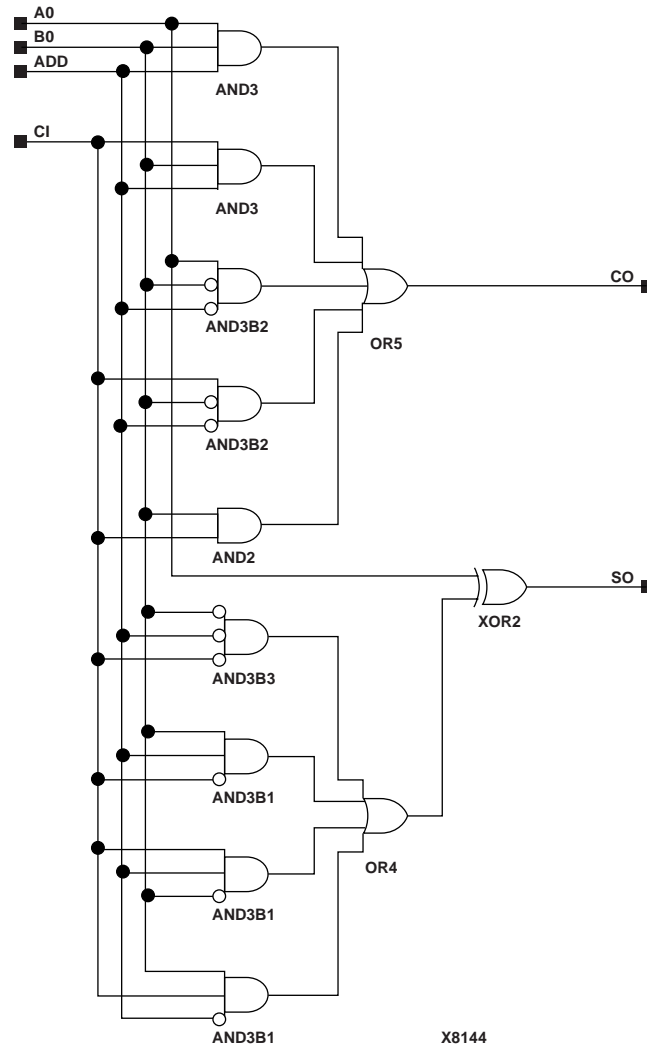 A0
B0
ADD
AND3
CI
AND3
CO
AND3B2
OR5
AND3B2
AND2
SO
XOR2
AND3B3
AND3B1
OR4
AND3B1
AND3B1
X8144